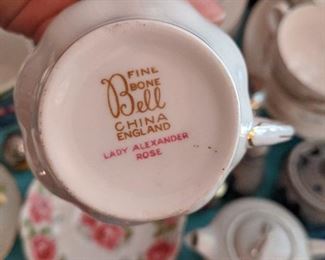 FINE
BONE
Bell
CHINA
ENGLAND
LADY ALEXANDER
ROSE